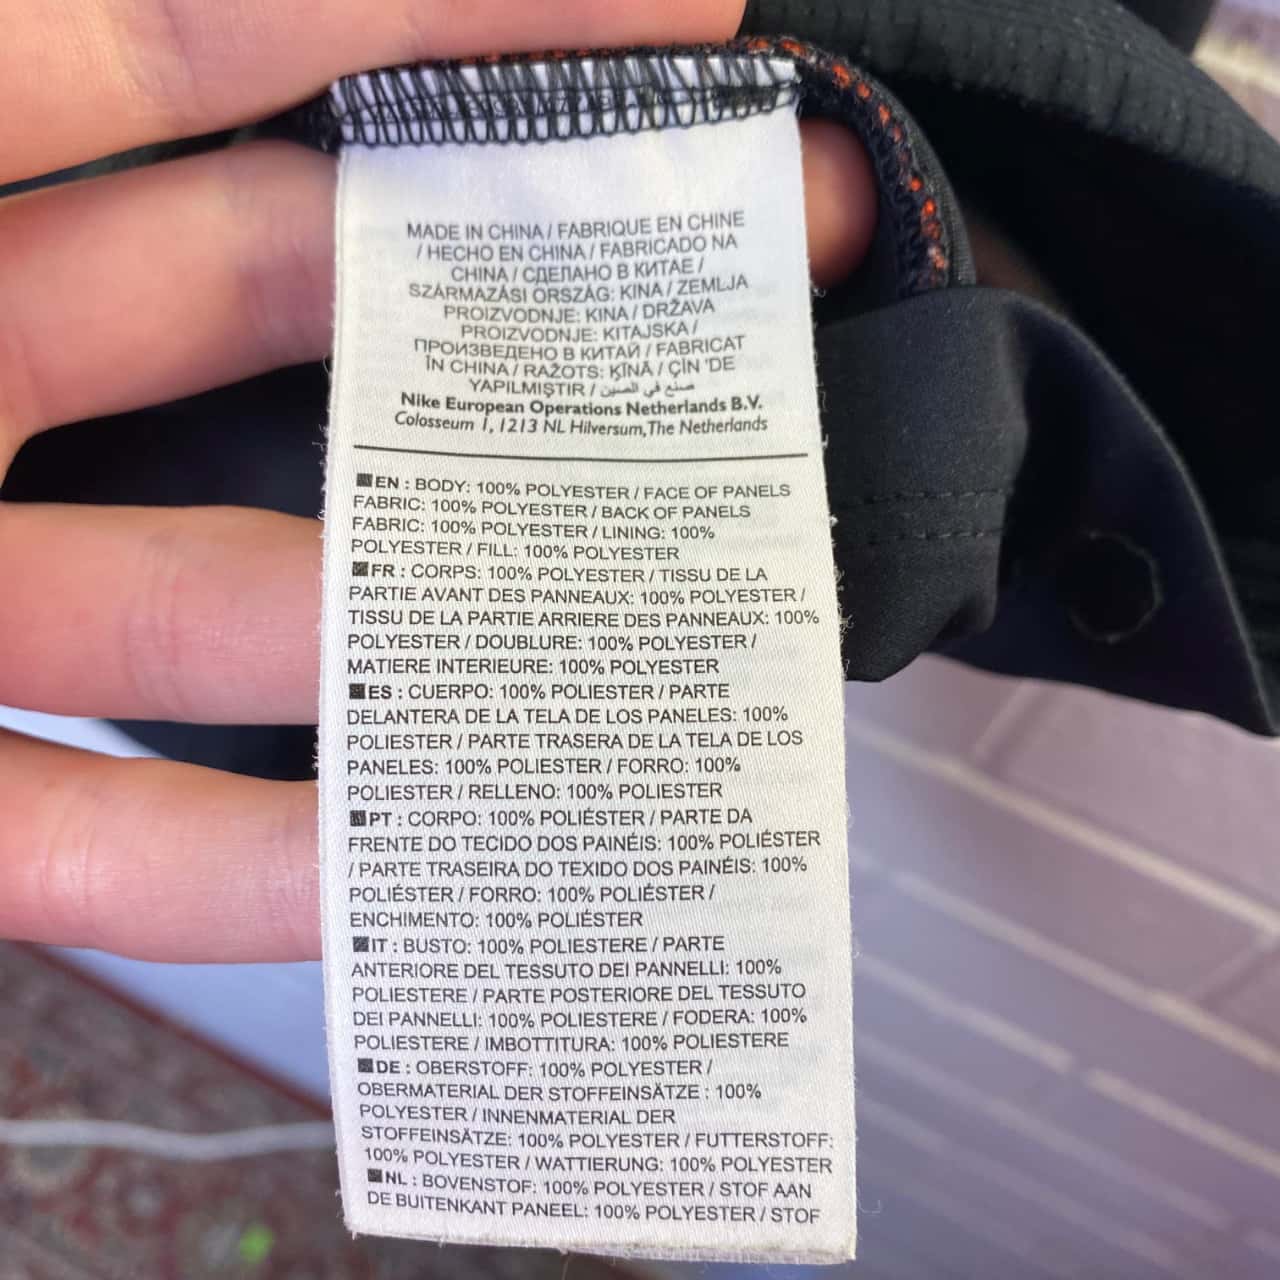 MADE IN CHINA / FABRIQUE EN CHINE
/ HECHO EN CHINA / FABRICADO NA
CHINA / СДЕЛАНО В КИТАЕ /
SZÁRMAZÁSI ORSZÁG: KINA / ZEMLJA
PROIZVODNJE: KINA / DRŽAVA
PROIZVODNJE: KITAJSKA /
ПРОИЗВЕДЕНО В КИТАЙ / FABRICAT
ÎN CHINA / RAŽOTS: ĶĪNĀ / ÇİN 'DE
YAPILMIŞTIR / صنع في الصين
Nike European Operations Netherlands B.V.
Colosseum 1, 1213 NL Hilversum, The Netherlands
EN : BODY: 100% POLYESTER / FACE OF PANELS
FABRIC: 100% POLYESTER / BACK OF PANELS
FABRIC: 100% POLYESTER / LINING: 100%
POLYESTER / FILL: 100% POLYESTER
FR : CORPS: 100% POLYESTER / TISSU DE LA
PARTIE AVANT DES PANNEAUX: 100% POLYESTER /
TISSU DE LA PARTIE ARRIERE DES PANNEAUX: 100%
POLYESTER / DOUBLURE: 100% POLYESTER /
MATIERE INTERIEURE: 100% POLYESTER
ES : CUERPO: 100% POLIESTER / PARTE
DELANTERA DE LA TELA DE LOS PANELES: 100%
POLIESTER / PARTE TRASERA DE LA TELA DE LOS
PANELES: 100% POLIESTER / FORRO: 100%
POLIESTER / RELLENO: 100% POLIESTER
PT : CORPO: 100% POLIÉSTER / PARTE DA
FRENTE DO TECIDO DOS PAINÉIS: 100% POLIÉSTER
/ PARTE TRASEIRA DO TEXIDO DOS PAINÉIS: 100%
POLIÉSTER / FORRO: 100% POLIÉSTER /
ENCHIMENTO: 100% POLIÉSTER
IT : BUSTO: 100% POLIESTERE / PARTE
ANTERIORE DEL TESSUTO DEI PANNELLI: 100%
POLIESTERE / PARTE POSTERIORE DEL TESSUTO
DEI PANNELLI: 100% POLIESTERE / FODERA: 100%
POLIESTERE / IMBOTTITURA: 100% POLIESTERE
DE : OBERSTOFF: 100% POLYESTER /
OBERMATERIAL DER STOFFEINSÄTZE : 100%
POLYESTER / INNENMATERIAL DER
STOFFEINSÄTZE: 100% POLYESTER / FUTTERSTOFF:
100% POLYESTER / WATTIERUNG: 100% POLYESTER
NL : BOVENSTOF: 100% POLYESTER / STOF AAN
DE BUITENKANT PANEEL: 100% POLYESTER / STOF